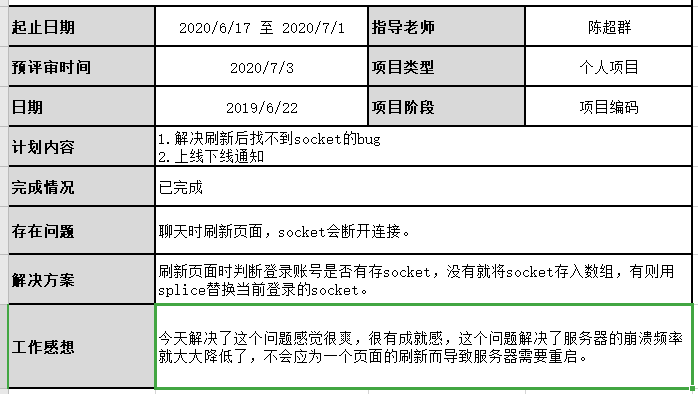 起止日期 2020/6/17 至 2020/7/1 指导老师 陈超群
预评审时间 2020/7/3 项目类型 个人项目
日期 2019/6/22 项目阶段 项目编码
计划内容 1.解决刷新后找不到socket的bug
2.上线下线通知
完成情况 已完成
存在问题 聊天时刷新页面，socket会断开连接。
解决方案 刷新页面时判断登录账号是否有存socket，没有就将socket存入数组，有则用
splice替换当前登录的socket。
工作感想 今天解决了这个问题感觉很爽，很有成就感，这个问题解决了服务器的崩溃频率
就大大降低了，不会应为一个页面的刷新而导致服务器需要重启。